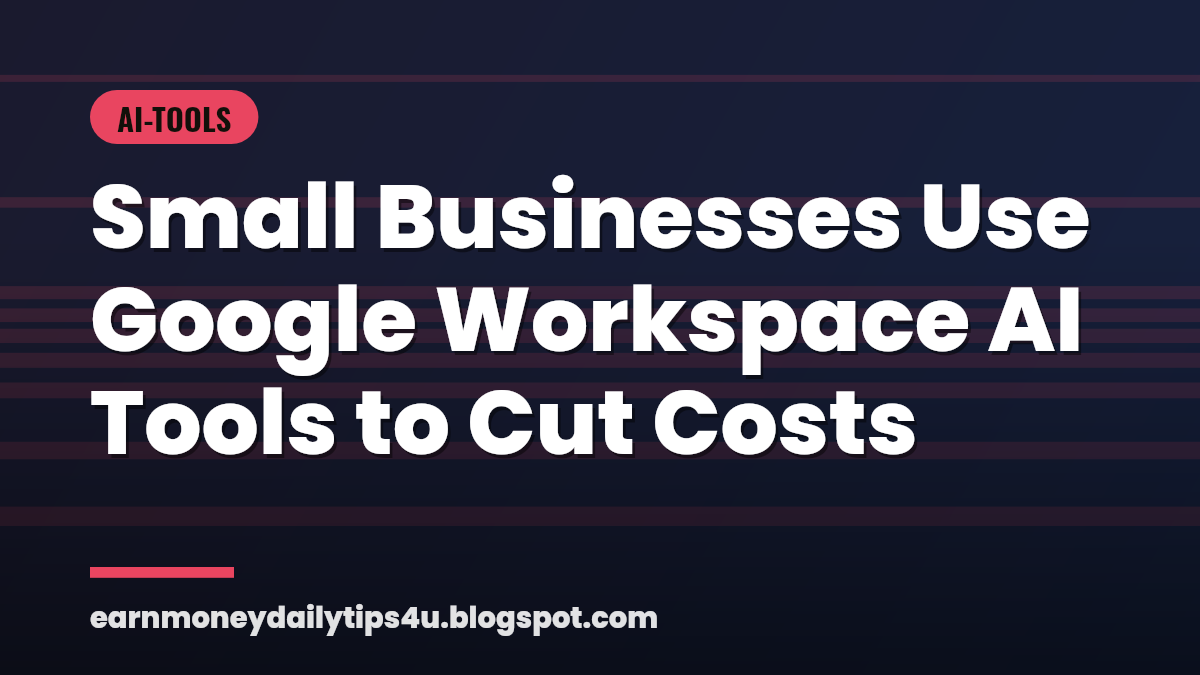 AI-TOOLS
Small Businesses Use
Google Workspace AI
Tools to Cut Costs
earnmoneydailytips4u.blogspot.com